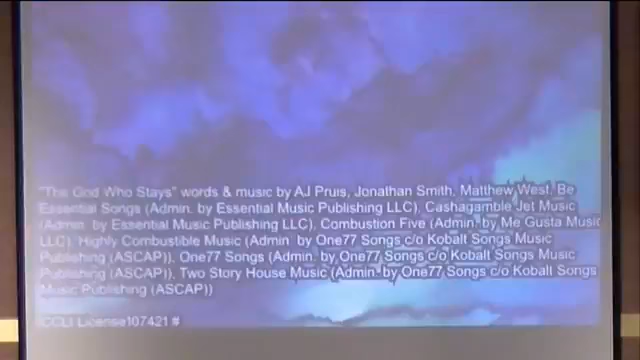 "The God Who Stays" words & music by AJ Pruis, Jonathan Smith, Matthew West, Be
Essential Songs (Admin. by Essential Music Publishing LLC), Cashagamble Jet Music
(Admin. by Essential Music Publishing LLC), Combustion Five (Admin. by Me Gusta Music
LLC), Highly Combustible Music (Admin by One77 Songs c/o Kobalt Songs Music
Publishing (ASCAP)), One77 Songs (Admin. by One77 Songs c/o Kobalt Songs Music
Publishing (ASCAP)), Two Story House Music (Admin. by One77 Songs c/o Kobalt Songs
Music Publishing (ASCAP))
CCLI License107421 #